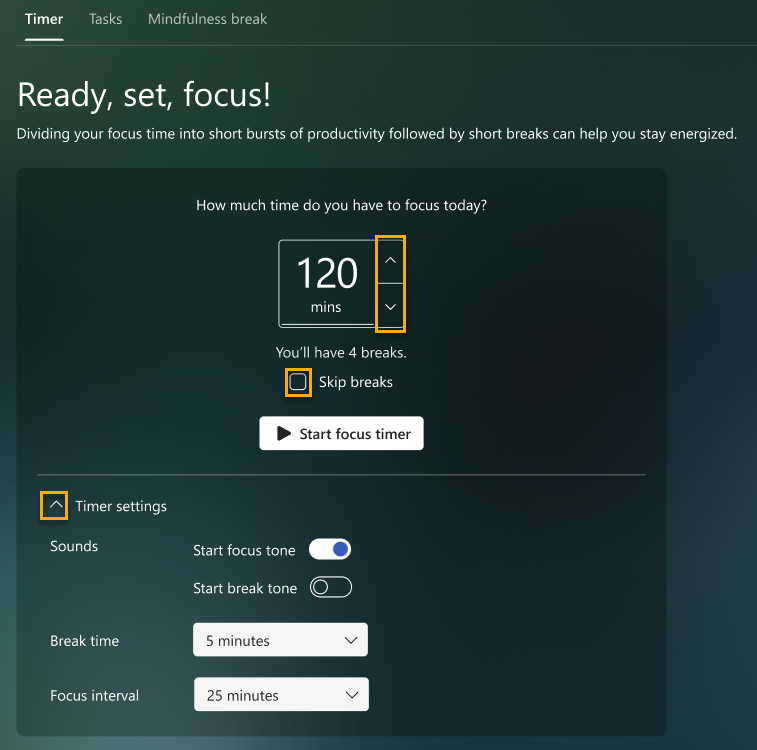 Timer Tasks Mindfulness break
Ready, set, focus!
Dividing your focus time into short bursts of productivity followed by short breaks can help you stay energized.
How much time do you have to focus today?
120
mins
You'll have 4 breaks.
Skip breaks
Start focus timer
Timer settings
Sounds
Start focus tone
Start break tone
Break time 5 minutes
Focus interval 25 minutes